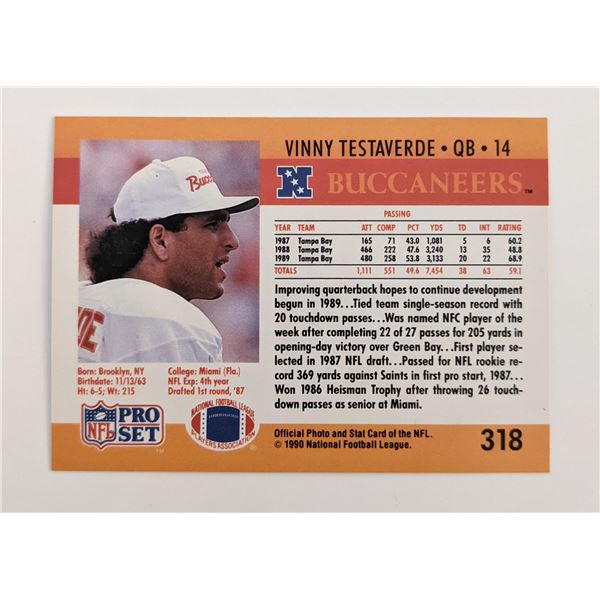 VINNY TESTAVERDE • QB • 14
N BUCCANEERS™
PASSING
YEAR TEAM ATT COMP PCT YDS TD INT RATING
1987 Tampa Bay 165 71 43.0 1,081 5 6 60.2
1988 Tampa Bay 466 222 47.6 3,240 13 35 48.8
1989 Tampa Bay 480 258 53.8 3,133 20 22 68.9
TOTALS 1,111 551 49.6 7,454 38 63 59.1
Improving quarterback hopes to continue development
begun in 1989...Tied team single-season record with
20 touchdown passes...Was named NFC player of the
week after completing 22 of 27 passes for 205 yards in
opening-day victory over Green Bay...First player
selected in 1987 NFL draft...Passed for NFL rookie re-
cord 369 yards against Saints in first pro start, 1987...
Won 1986 Heisman Trophy after throwing 26 touch-
down passes as senior at Miami.
Born: Brooklyn, NY
Birthdate: 11/13/63
Ht: 6-5; Wt: 215
College: Miami (Fla.)
NFL Exp: 4th year
Drafted 1st round, '87
NFL PRO
SET ™
NATIONAL FOOTBALL LEAGUE
PLAYERS ASSOCIATION ®
Official Photo and Stat Card of the NFL.
© 1990 National Football League.
318